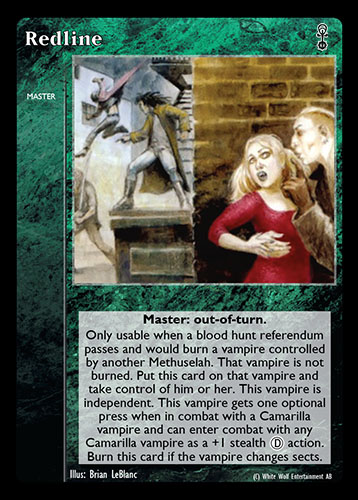 Redline
MASTER
Master: out-of-turn.
Only usable when a blood hunt referendum
passes and would burn a vampire controlled
by another Methuselah. That vampire is not
burned. Put this card on that vampire and
take control of him or her. This vampire is
independent. This vampire gets one optional
press when in combat with a Camarilla
vampire and can enter combat with any
Camarilla vampire as a +1 stealth Ⓓ action.
Burn this card if the vampire changes sects.
Illus: Brian LeBlanc
(C) White Wolf Entertainment AB